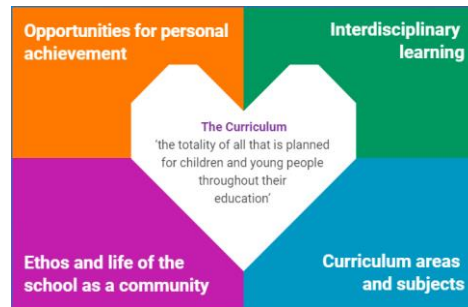 Opportunities for personal
achievement
Interdisciplinary
learning
The Curriculum
'the totality of all that is planned
for children and young people
throughout their
education'
Ethos and life of the
school as a community
Curriculum areas
and subjects